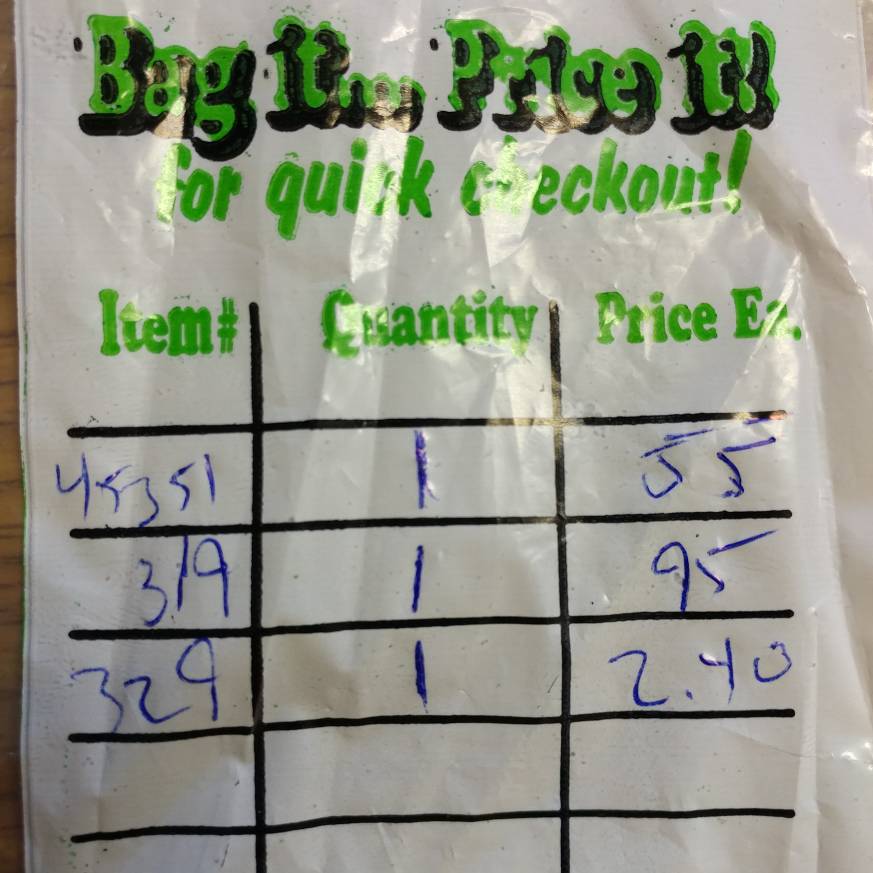 Bag it... Price it!
for quick checkout!
Item# Quantity Price Ea.
45351 1 55
319 1 95
329 1 2.40